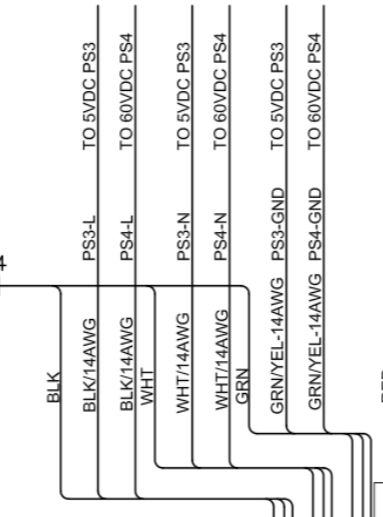 TO 5VDC PS3
TO 60VDC PS4
TO 5VDC PS3
TO 60VDC PS4
TO 5VDC PS3
TO 60VDC PS4
PS3-L
PS4-L
PS3-N
PS4-N
PS3-GND
PS4-GND
4
BLK
BLK/14AWG
BLK/14AWG
WHT
WHT/14AWG
WHT/14AWG
GRN
GRN/YEL-14AWG
GRN/YEL-14AWG